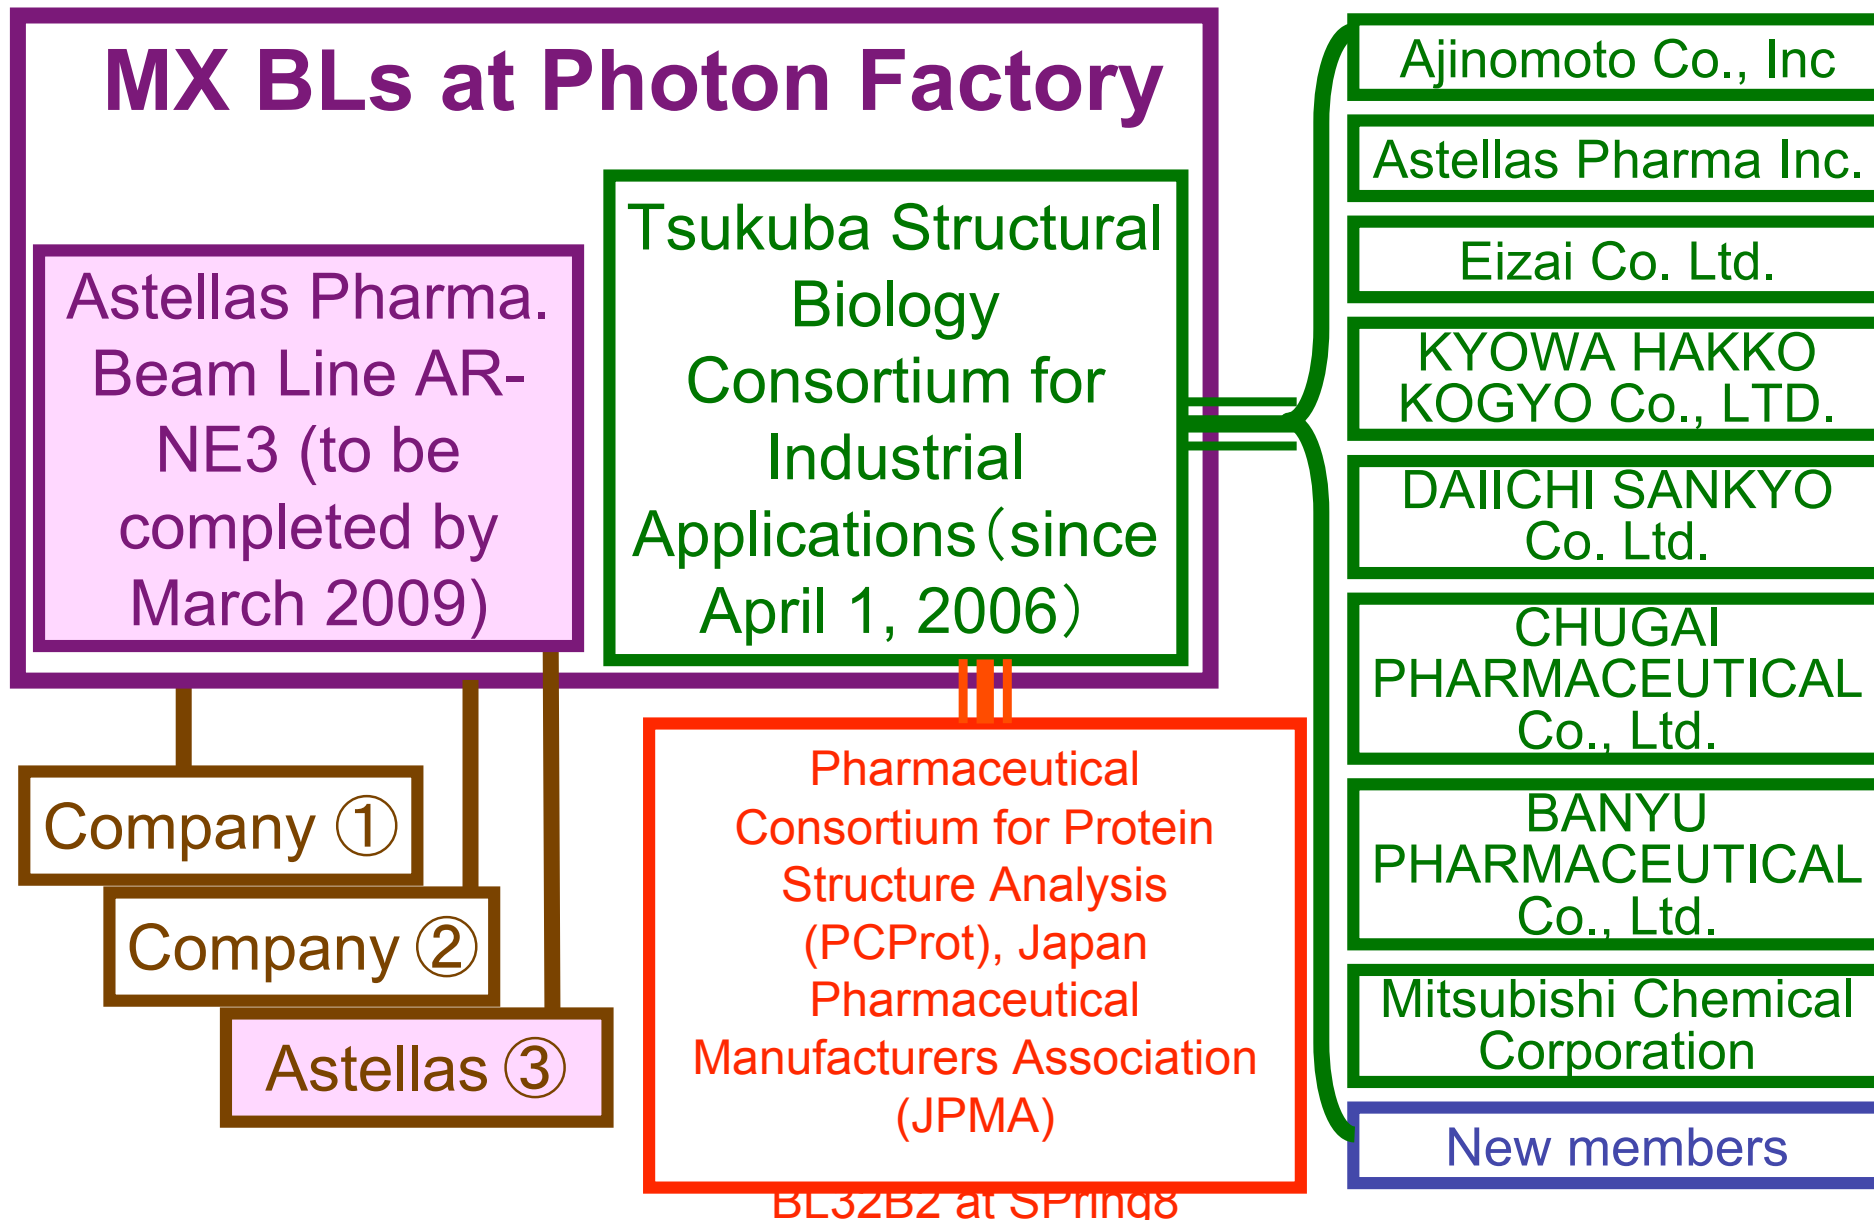 MX BLs at Photon Factory
Astellas Pharma.
Beam Line AR-
NE3 (to be
completed by
March 2009)
Tsukuba Structural
Biology
Consortium for
Industrial
Applications（since
April 1, 2006）
Company ①
Company ②
Astellas ③
Pharmaceutical
Consortium for Protein
Structure Analysis
(PCProt), Japan
Pharmaceutical
Manufacturers Association
(JPMA)
BL32B2 at SPring8
Ajinomoto Co., Inc
Astellas Pharma Inc.
Eizai Co. Ltd.
KYOWA HAKKO
KOGYO Co., LTD.
DAIICHI SANKYO
Co. Ltd.
CHUGAI
PHARMACEUTICAL
Co., Ltd.
BANYU
PHARMACEUTICAL
Co., Ltd.
Mitsubishi Chemical
Corporation
New members